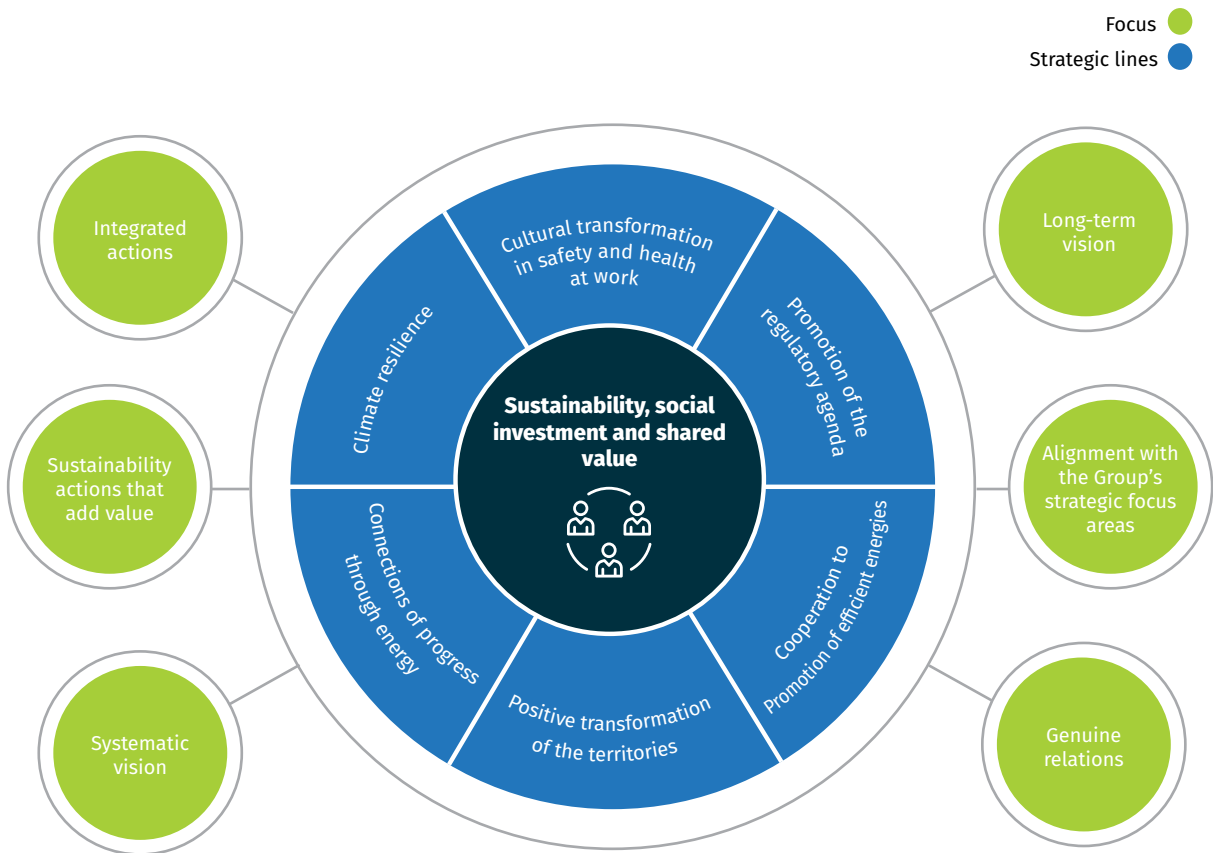 Focus
Strategic lines
Integrated
actions
Sustainability
actions that
add value
Systematic
vision
Cultural transformation
in safety and health
at work
Promotion of the
regulatory agenda
Cooperation to
Promotion of efficient energies
Positive transformation
of the territories
Connections of progress
through energy
Climate resilience
Sustainability, social
investment and shared
value
Long-term
vision
Alignment with
the Group's
strategic focus
areas
Genuine
relations